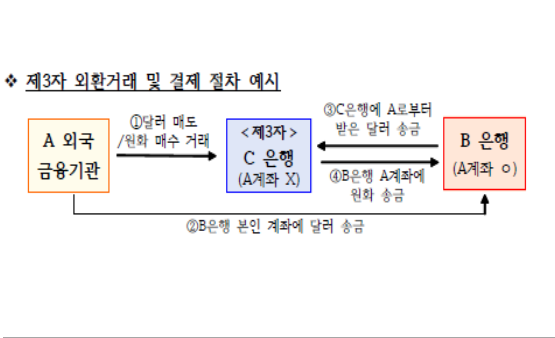 ❖ 제3자 외환거래 및 결제 절차 예시
①달러 매도
/원화 매수 거래
A 외국
금융기관
<제3자>
C 은행
(A계좌 X)
③C은행에 A로부터
받은 달러 송금
④B은행 A계좌에
원화 송금
B 은행
(A계좌 ㅇ)
②B은행 본인 계좌에 달러 송금